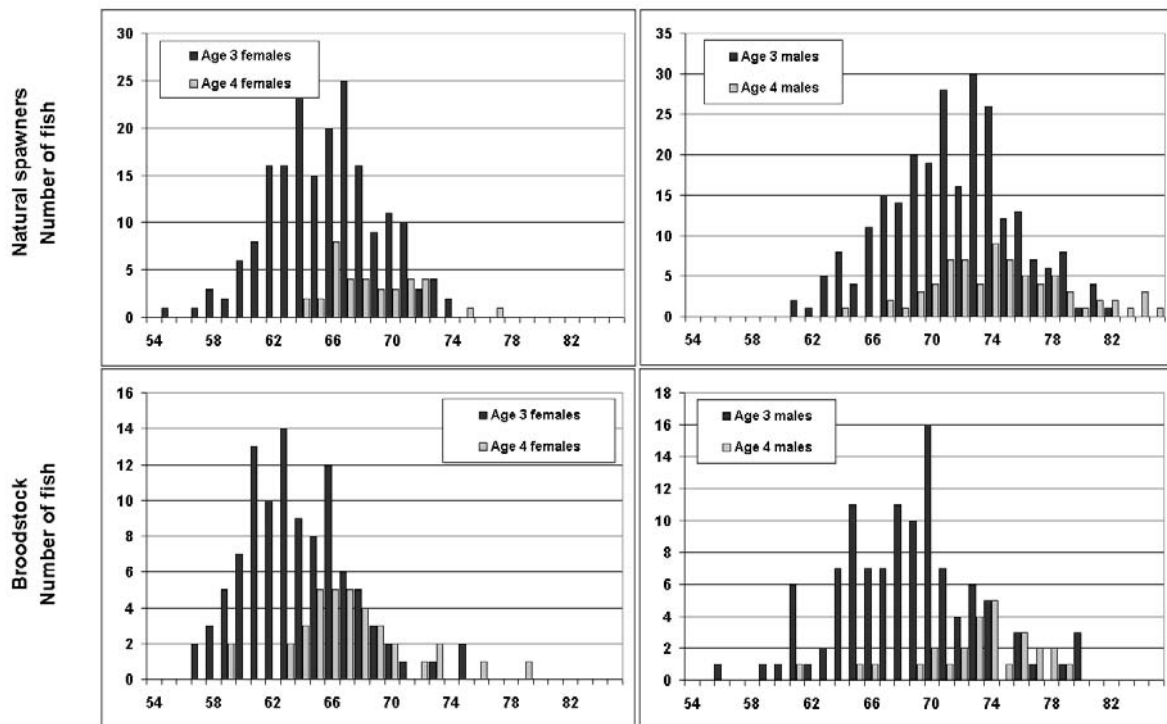 Natural spawners
Number of fish
30
25
20
15
10
5
0
Age 3 females
Age 4 females
54 58 62 66 70 74 78 82
35
30
25
20
15
10
5
0
Age 3 males
Age 4 males
54 58 62 66 70 74 78 82
Broodstock
Number of fish
16
14
12
10
8
6
4
2
0
Age 3 females
Age 4 females
54 58 62 66 70 74 78 82
18
16
14
12
10
8
6
4
2
0
Age 3 males
Age 4 males
54 58 62 66 70 74 78 82